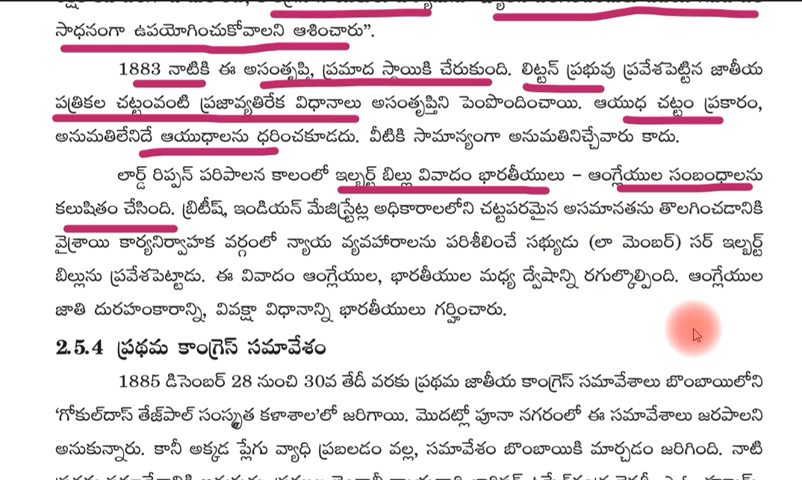 సాధనంగా ఉపయోగించుకోవాలని ఆశించారు”.
1883 నాటికి ఈ అసంతృప్తి, ప్రమాద స్థాయికి చేరుకుంది. లిట్టన్ ప్రభువు ప్రవేశపెట్టిన జాతీయ
పత్రికల చట్టంవంటి ప్రజావ్యతిరేక విధానాలు అసంతృప్తిని పెంపొందించాయి. ఆయుధ చట్టం ప్రకారం,
అనుమతిలేనిదే ఆయుధాలను ధరించకూడదు. వీటికి సామాన్యంగా అనుమతినిచ్చేవారు కాదు.
లార్డ్ రిప్పన్ పరిపాలన కాలంలో ఇల్బర్ట్ బిల్లు వివాదం భారతీయులు – ఆంగ్లేయుల సంబంధాలను
కలుషితం చేసింది. బ్రిటీష్, ఇండియన్ మేజిస్ట్రేట్ల అధికారాలలోని చట్టపరమైన అసమానతను తొలగించడానికి
వైశ్రాయి కార్యనిర్వాహక వర్గంలో న్యాయ వ్యవహారాలను పరిశీలించే సభ్యుడు (లా మెంబర్) సర్ ఇల్బర్ట్
బిల్లును ప్రవేశపెట్టాడు. ఈ వివాదం ఆంగ్లేయుల, భారతీయుల మధ్య ద్వేషాన్ని రగుల్కొల్పింది. ఆంగ్లేయుల
జాతి దురహంకారాన్ని, వివక్షా విధానాన్ని భారతీయులు గర్హించారు.
2.5.4 ప్రథమ కాంగ్రెస్ సమావేశం
1885 డిసెంబర్ 28 నుంచి 30వ తేదీ వరకు ప్రథమ జాతీయ కాంగ్రెస్ సమావేశాలు బొంబాయిలోని
‘గోకుల్‌దాస్ తేజ్‌పాల్ సంస్కృత కళాశాల’లో జరిగాయి. మొదట్లో పూనా నగరంలో ఈ సమావేశాలు జరపాలని
అనుకున్నారు. కానీ అక్కడ ప్లేగు వ్యాధి ప్రబలడం వల్ల, సమావేశం బొంబాయికి మార్చడం జరిగింది. నాటి